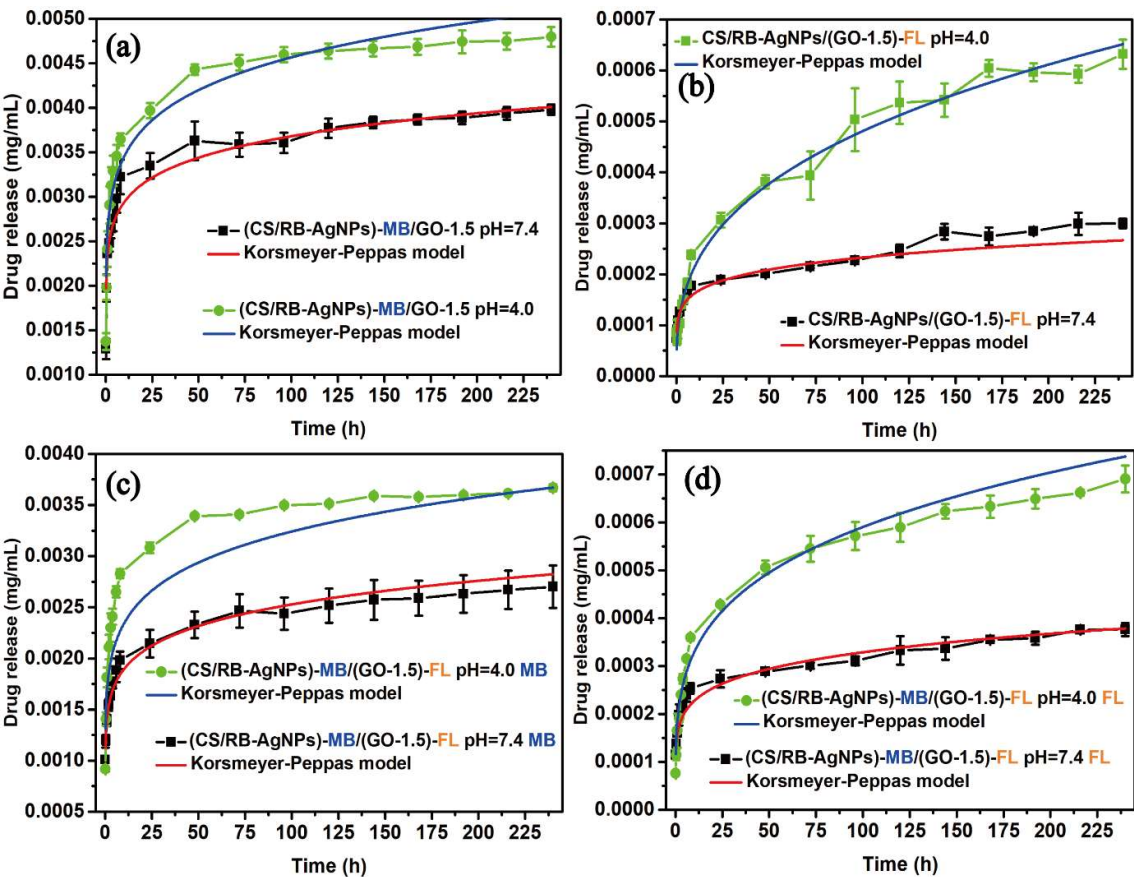 (a)
Drug release (mg/mL)
0.0050
0.0045
0.0040
0.0035
0.0030
0.0025
0.0020
0.0015
0.0010
(CS/RB-AgNPs)-MB/GO-1.5 pH=7.4
Korsmeyer-Peppas model
(CS/RB-AgNPs)-MB/GO-1.5 pH=4.0
Korsmeyer-Peppas model
0 25 50 75 100 125 150 175 200 225
Time (h)
(b)
Drug release (mg/mL)
0.0007
0.0006
0.0005
0.0004
0.0003
0.0002
0.0001
0.0000
CS/RB-AgNPs/(GO-1.5)-FL pH=4.0
Korsmeyer-Peppas model
CS/RB-AgNPs/(GO-1.5)-FL pH=7.4
Korsmeyer-Peppas model
0 25 50 75 100 125 150 175 200 225
Time (h)
(c)
Drug release (mg/mL)
0.0040
0.0035
0.0030
0.0025
0.0020
0.0015
0.0010
0.0005
(CS/RB-AgNPs)-MB/(GO-1.5)-FL pH=4.0 MB
Korsmeyer-Peppas model
(CS/RB-AgNPs)-MB/(GO-1.5)-FL pH=7.4 MB
Korsmeyer-Peppas model
0 25 50 75 100 125 150 175 200 225
Time (h)
(d)
Drug release (mg/mL)
0.0007
0.0006
0.0005
0.0004
0.0003
0.0002
0.0001
0.0000
(CS/RB-AgNPs)-MB/(GO-1.5)-FL pH=4.0 FL
Korsmeyer-Peppas model
(CS/RB-AgNPs)-MB/(GO-1.5)-FL pH=7.4 FL
Korsmeyer-Peppas model
0 25 50 75 100 125 150 175 200 225
Time (h)